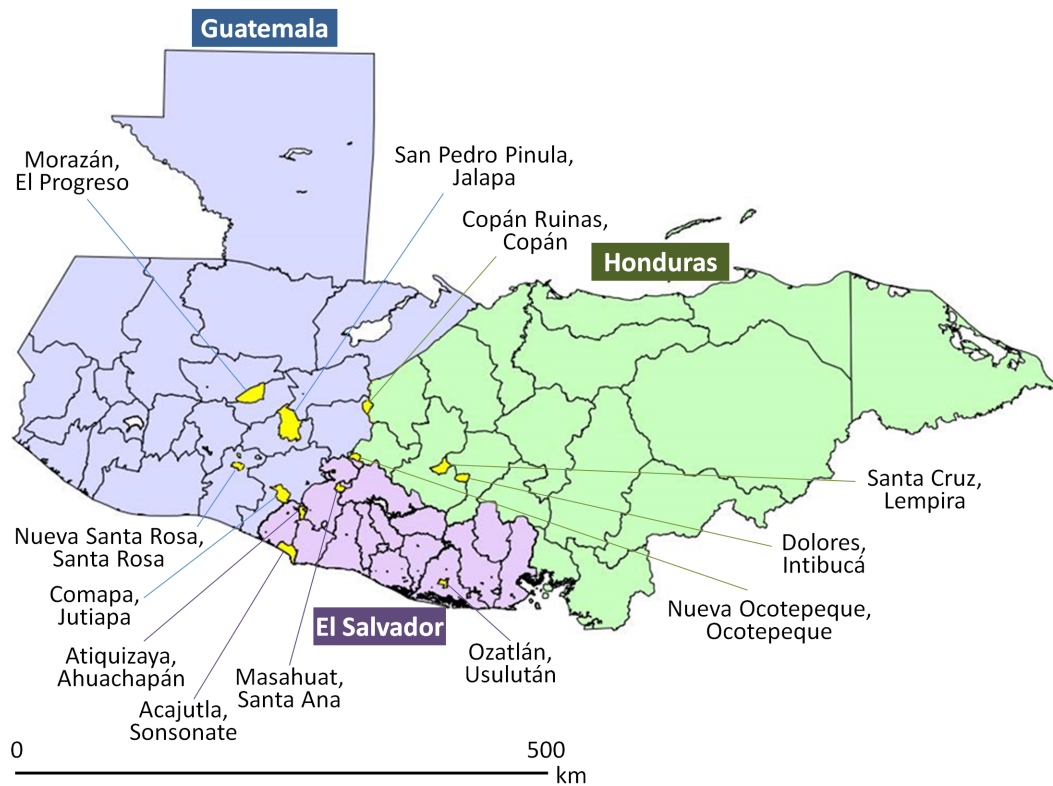 Guatemala
Morazán,
El Progreso
San Pedro Pinula,
Jalapa
Copán Ruinas,
Copán
Honduras
Santa Cruz,
Lempira
Nueva Santa Rosa,
Santa Rosa
Dolores,
Intibucá
Comapa,
Jutiapa
Nueva Ocotepeque,
Ocotepeque
El Salvador
Atiquizaya,
Ahuachapán
Ozatlán,
Usulután
Masahuat,
Santa Ana
Acajutla,
Sonsonate
0
500
km